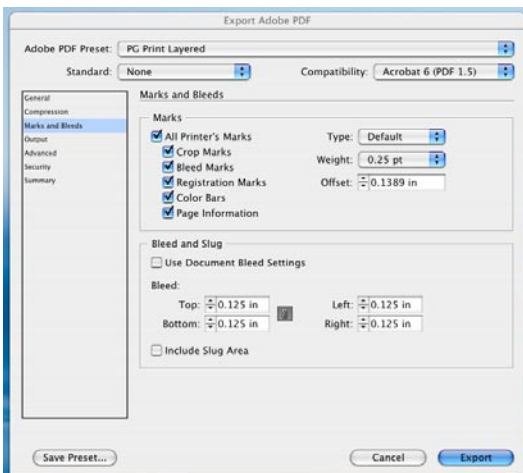 Export Adobe PDF
Adobe PDF Preset: PG Print Layered
Standard: None Compatibility: Acrobat 6 (PDF 1.5)
General
Compression
Marks and Bleeds
Output
Advanced
Security
Summary
Marks and Bleeds
Marks
All Printer's Marks
Crop Marks
Bleed Marks
Registration Marks
Color Bars
Page Information
Type: Default
Weight: 0.25 pt
Offset: 0.1389 in
Bleed and Slug
Use Document Bleed Settings
Bleed:
Top: 0.125 in Left: 0.125 in
Bottom: 0.125 in Right: 0.125 in
Include Slug Area
Save Preset... Cancel Export